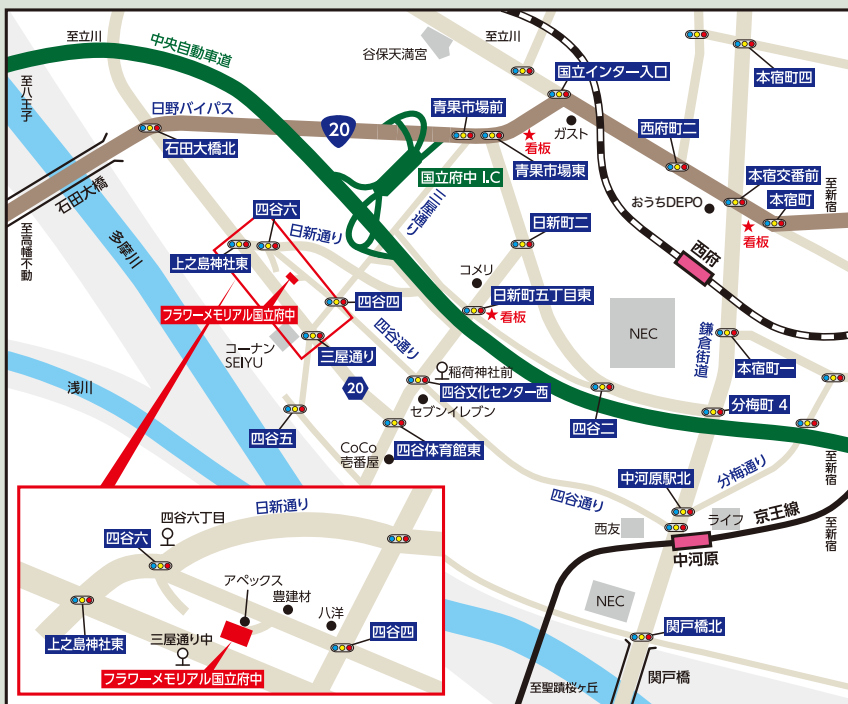 至立川
中央自動車道
谷保天満宮
至立川
国立インター入口
本宿町四
至八王子
日野バイパス
20
青果市場前
ガスト
西府町二
石田大橋北
看板
青果市場東
本宿交番前
石田大橋
国立府中 I.C
おうちDEPO
本宿町
至新宿
四谷六
三屋通り
日新町二
看板
至高幡不動
多摩川
日新通り
西府
上之島神社東
コメリ
フラワーメモリアル国立府中
四谷四
日新町五丁目東
看板
NEC
鎌倉街道
コーナン
SEIYU
三屋通り
四谷通り
稲荷神社前
本宿町一
浅川
20
四谷文化センター西
セブンイレブン
分梅町 4
四谷五
四谷体育館東
四谷二
CoCo
壱番屋
中河原駅北
分梅通り
至新宿
四谷通り
西友
ライフ
京王線
至新宿
中河原
日新通り
四谷六丁目
四谷六
アペックス
豊建材
八洋
NEC
上之島神社東
三屋通り中
四谷四
関戸橋北
フラワーメモリアル国立府中
至聖蹟桜ヶ丘
関戸橋